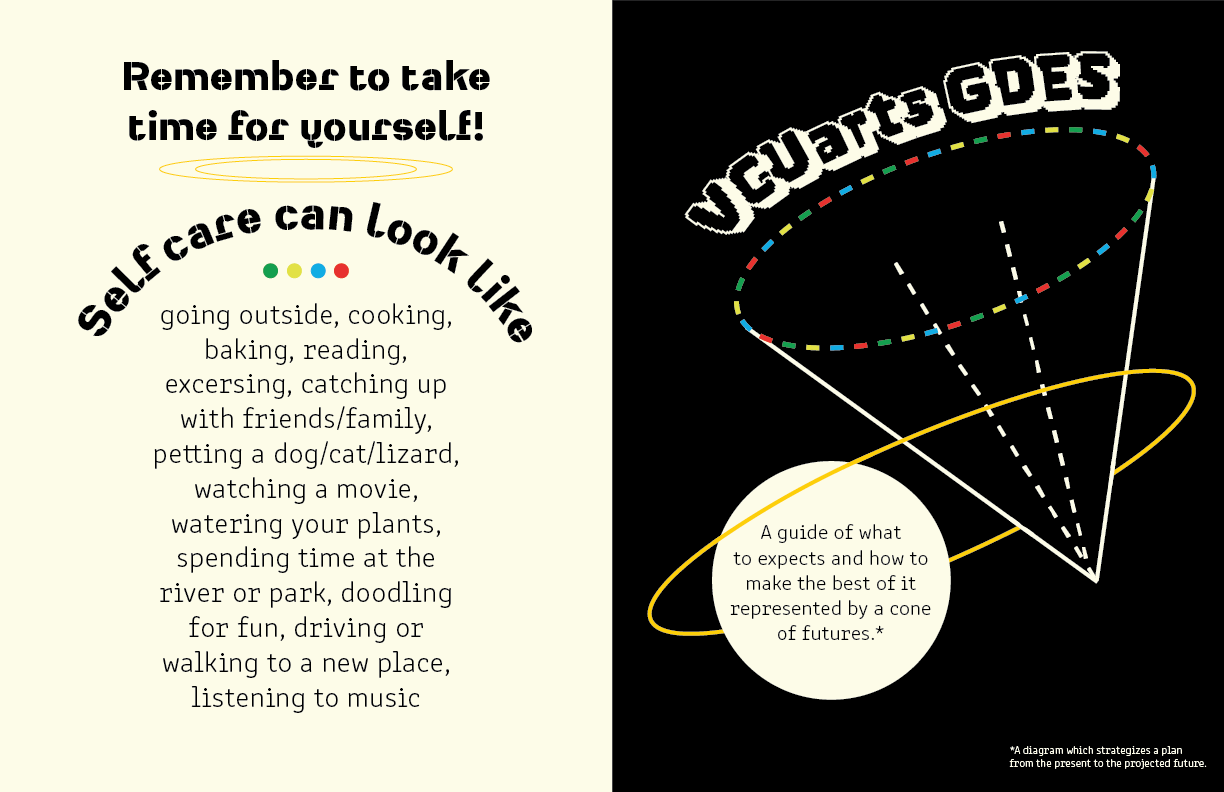 Remember to take
time for yourself!
Self care can look like
going outside, cooking,
baking, reading,
excersing, catching up
with friends/family,
petting a dog/cat/lizard,
watching a movie,
watering your plants,
spending time at the
river or park, doodling
for fun, driving or
walking to a new place,
listening to music
VCUarts GDES
A guide of what
to expects and how to
make the best of it
represented by a cone
of futures.*
*A diagram which strategizes a plan
from the present to the projected future.